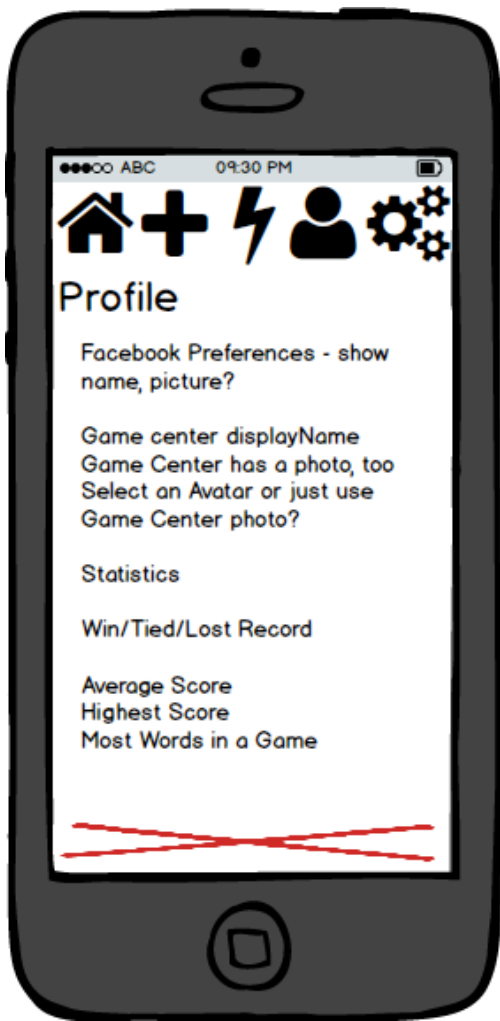 ABC 09:30 PM
Profile
Facebook Preferences - show
name, picture?
Game center displayName
Game Center has a photo, too
Select an Avatar or just use
Game Center photo?
Statistics
Win/Tied/Lost Record
Average Score
Highest Score
Most Words in a Game